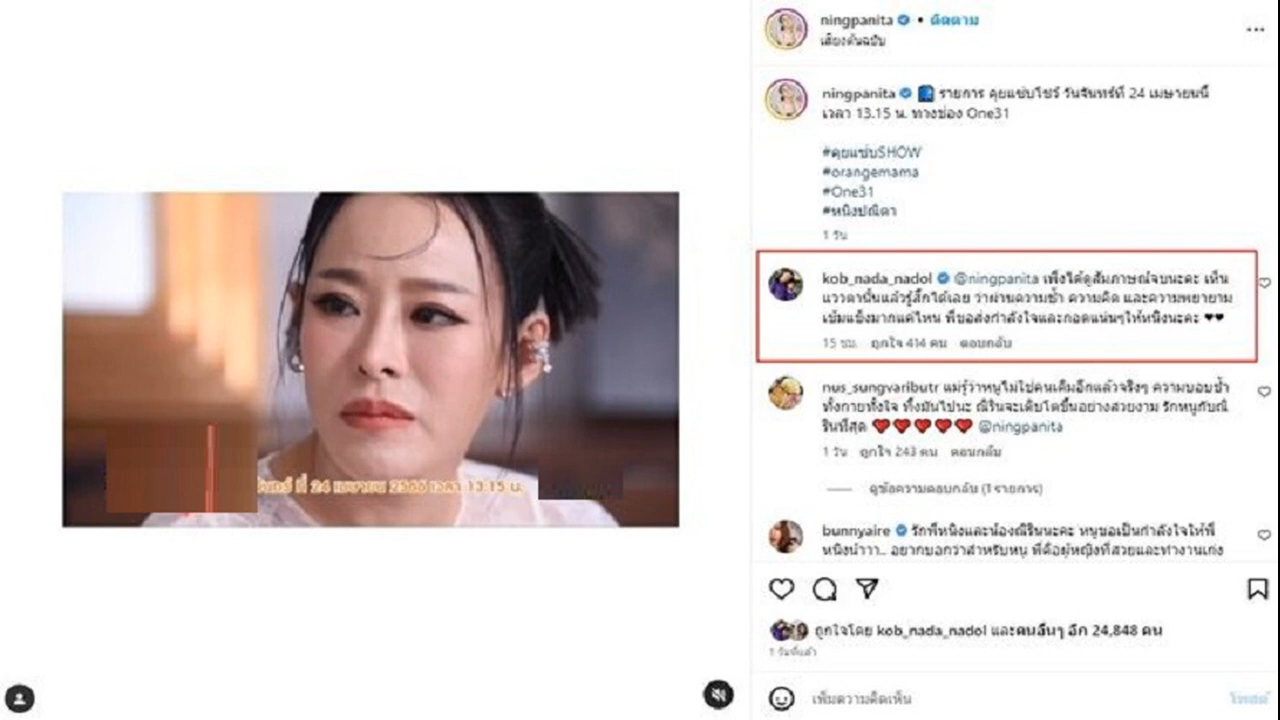 ningpanita • ติดตาม
เสียงต้นฉบับ
ningpanita รายการ คุยแซ่บโชว์ วันจันทร์ที่ 24 เมษายนนี้
เวลา 13.15 น. ทางช่อง One31
#คุยแซ่บSHOW
#orangemama
#One31
#หนิงปณิตา
1 วัน
kob_nada_nadol @ningpanita เพิ่งได้ดูสัมภาษณ์จบนะคะ เห็น
แววตานั้นแล้วรู้สึกได้เลย ว่าผ่านความช้ำ ความคิด และความพยายาม
เข้มแข็งมากแค่ไหน พี่ขอส่งกำลังใจและกอดแน่นๆให้หนิงนะคะ ❤❤
15 ชม. ถูกใจ 414 คน ตอบกลับ
nus_sungvaributr แม่รู้ว่าหนูไม่ใช่คนเดิมอีกแล้วจริงๆ ความบอบช้ำ
ทั้งกายทั้งใจ ทิ้งมันไปนะ ณิรินจะเติบโตขึ้นอย่างสวยงาม รักหนูกับณิ
รินที่สุด ❤️❤️❤️❤️❤️ @ningpanita
1 วัน ถูกใจ 243 คน ตอบกลับ
ดูข้อความตอบกลับ (1 รายการ)
bunnyaire รักพี่หนิงและน้องณิรินนะคะ หนูขอเป็นกำลังใจให้พี่
หนิงน้าาา.. อยากบอกว่าสำหรับหนู พี่คือผู้หญิงที่สวยและทำงานเก่ง
ถูกใจโดย kob_nada_nadol และคนอื่นๆ อีก 24,848 คน
1 วันที่แล้ว
เพิ่มความคิดเห็น
โพสต์
จันทร์ ที่ 24 เมษายน 2566 เวลา 13.15 น.